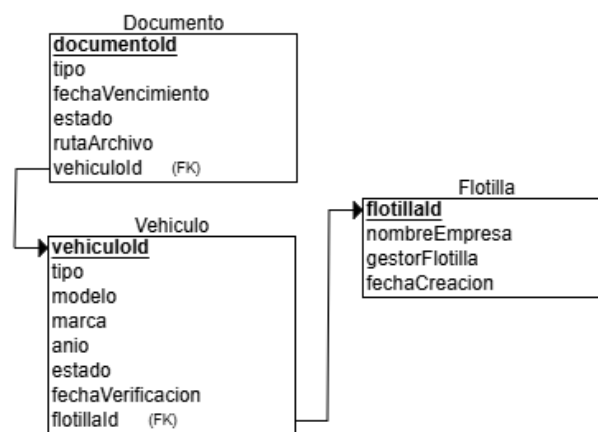 Documento
documentoId
tipo
fechaVencimiento
estado
rutaArchivo
vehiculoId (FK)
Vehiculo
vehiculoId
tipo
modelo
marca
anio
estado
fechaVerificacion
flotillaId (FK)
Flotilla
flotillaId
nombreEmpresa
gestorFlotilla
fechaCreacion